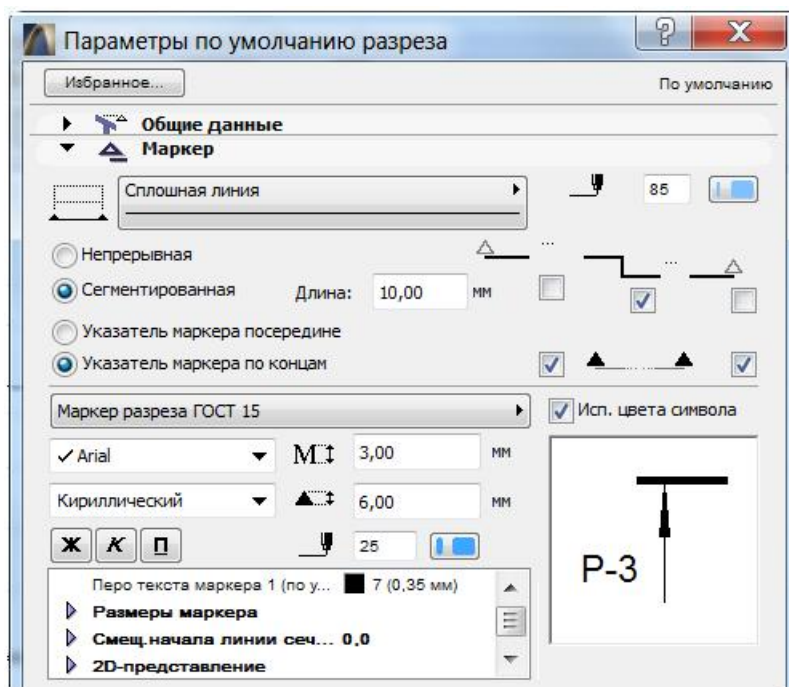 Параметры по умолчанию разреза
Избранное... По умолчанию
Общие данные
Маркер
Сплошная линия 85
Непрерывная
Сегментированная Длина: 10,00 мм
Указатель маркера посередине
Указатель маркера по концам
Маркер разреза ГОСТ 15 Исп. цвета символа
Arial М 3,00 мм
Кириллический 6,00 мм
Ж К П 25
Перо текста маркера 1 (по у... 7 (0,35 мм)
Размеры маркера
Смещ.начала линии сеч... 0,0
2D-представление
Р-3